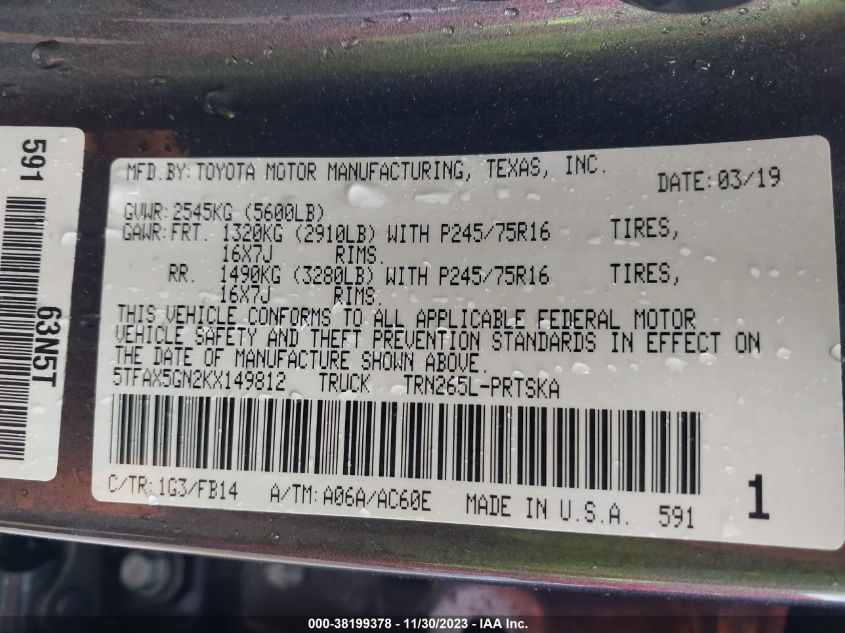 591
63N5T
MFD. BY: TOYOTA MOTOR MANUFACTURING, TEXAS, INC.
DATE: 03/19
GVWR: 2545KG (5600LB)
GAWR: FRT. 1320KG (2910LB) WITH P245/75R16 TIRES,
16X7J RIMS.
RR. 1490KG (3280LB) WITH P245/75R16 TIRES,
16X7J RIMS.
THIS VEHICLE CONFORMS TO ALL APPLICABLE FEDERAL MOTOR
VEHICLE SAFETY AND THEFT PREVENTION STANDARDS IN EFFECT ON
THE DATE OF MANUFACTURE SHOWN ABOVE.
5TFAX5GN2KX149812 TRUCK TRN265L-PRTSKA
C/TR: 1G3/FB14 A/TM: A06A/AC60E MADE IN U.S.A. 591
1
000-38199378 - 11/30/2023 - IAA Inc.